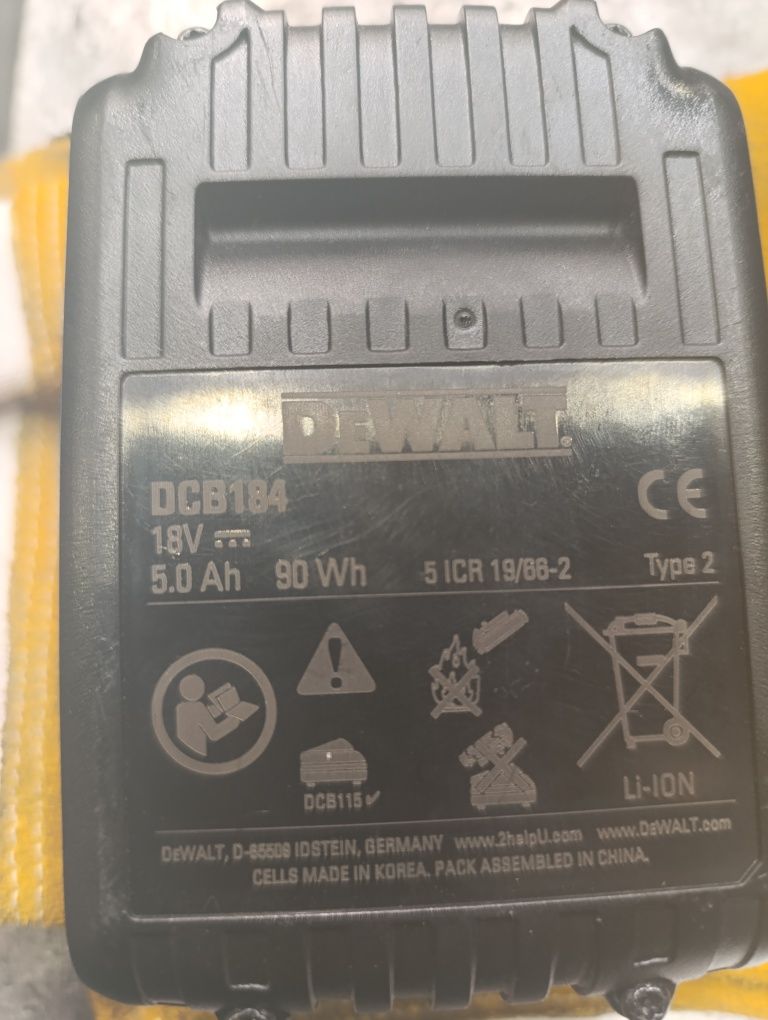 DEWALT®
DCB184
CE
18V
5.0 Ah 90 Wh 5 ICR 19/66-2 Type 2
DCB115✓
Li-ION
DEWALT, D-65509 IDSTEIN, GERMANY www.2helpU.com www.DEWALT.com
CELLS MADE IN KOREA. PACK ASSEMBLED IN CHINA.